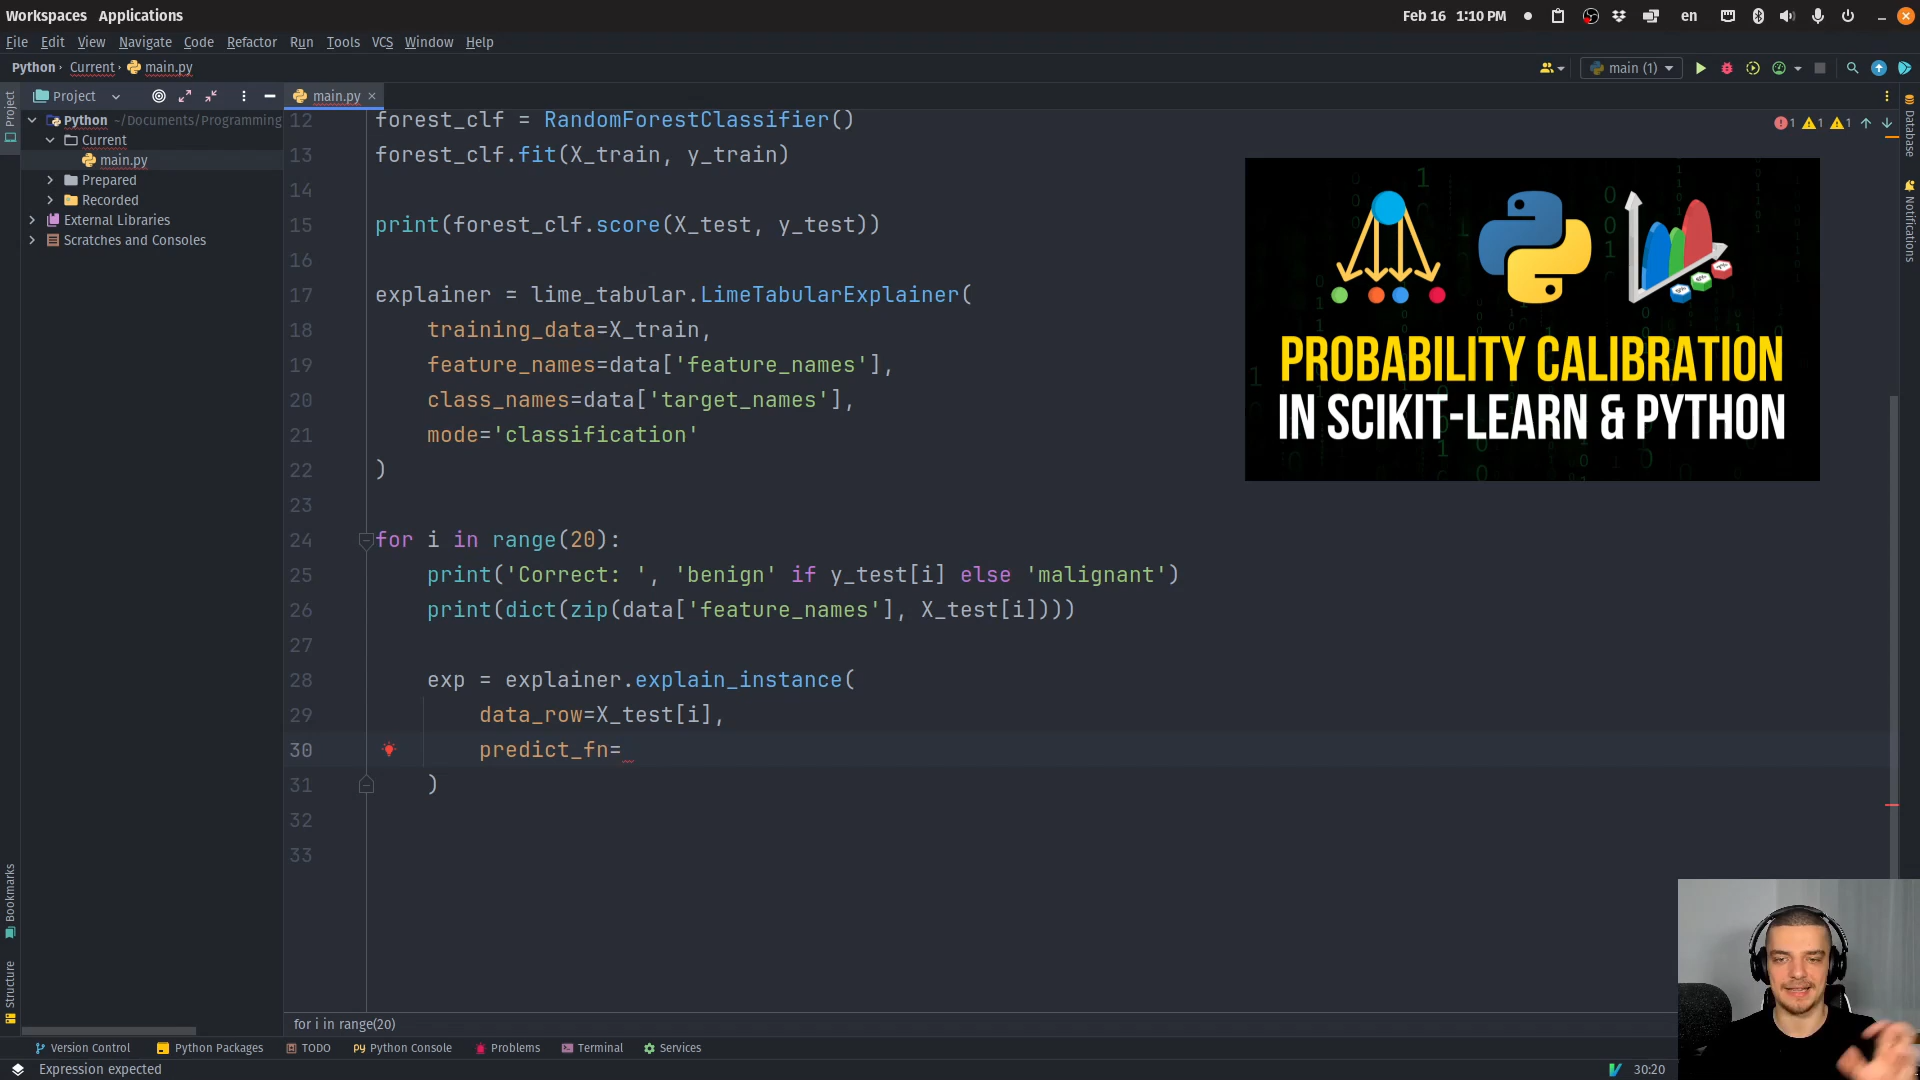 Workspaces Applications
Feb 16 1:10 PM
en
File Edit View Navigate Code Refactor Run Tools VCS Window Help
Python Current main.py
main (1)
Project
main.py
Python ~/Documents/Programming
Current
main.py
Prepared
Recorded
External Libraries
Scratches and Consoles
Project
Bookmarks
Structure
Database
Notifications
1 1 1
12 forest_clf = RandomForestClassifier()
13 forest_clf.fit(X_train, y_train)
14
15 print(forest_clf.score(X_test, y_test))
16
17 explainer = lime_tabular.LimeTabularExplainer(
18 training_data=X_train,
19 feature_names=data['feature_names'],
20 class_names=data['target_names'],
21 mode='classification'
22 )
23
24 for i in range(20):
25 print('Correct: ', 'benign' if y_test[i] else 'malignant')
26 print(dict(zip(data['feature_names'], X_test[i])))
27
28 exp = explainer.explain_instance(
29 data_row=X_test[i],
30 predict_fn=
31 )
32
33
PROBABILITY CALIBRATION
IN SCIKIT-LEARN & PYTHON
for i in range(20)
Version Control Python Packages TODO Python Console Problems Terminal Services
Expression expected
30:20